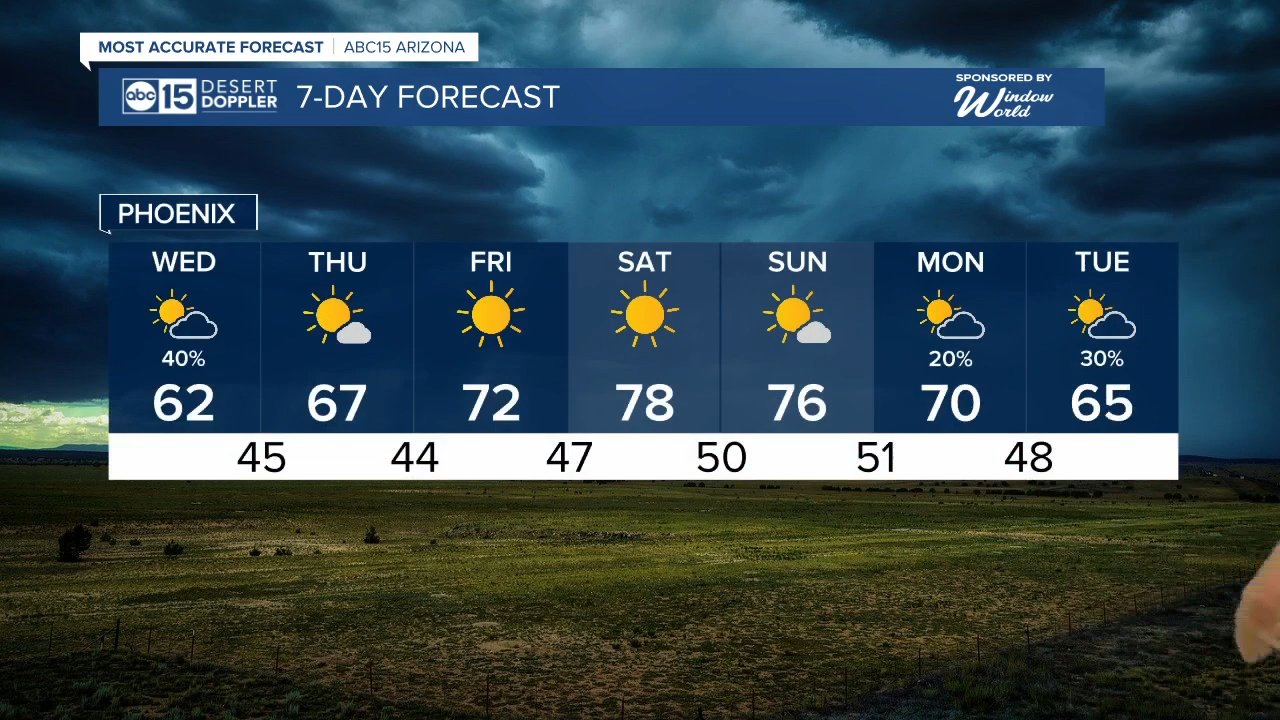 MOST ACCURATE FORECAST | ABC15 ARIZONA
abc 15 DESERT DOPPLER
7-DAY FORECAST
SPONSORED BY
Window World
PHOENIX
WED THU FRI SAT SUN MON TUE
40% 20% 30%
62 67 72 78 76 70 65
45 44 47 50 51 48